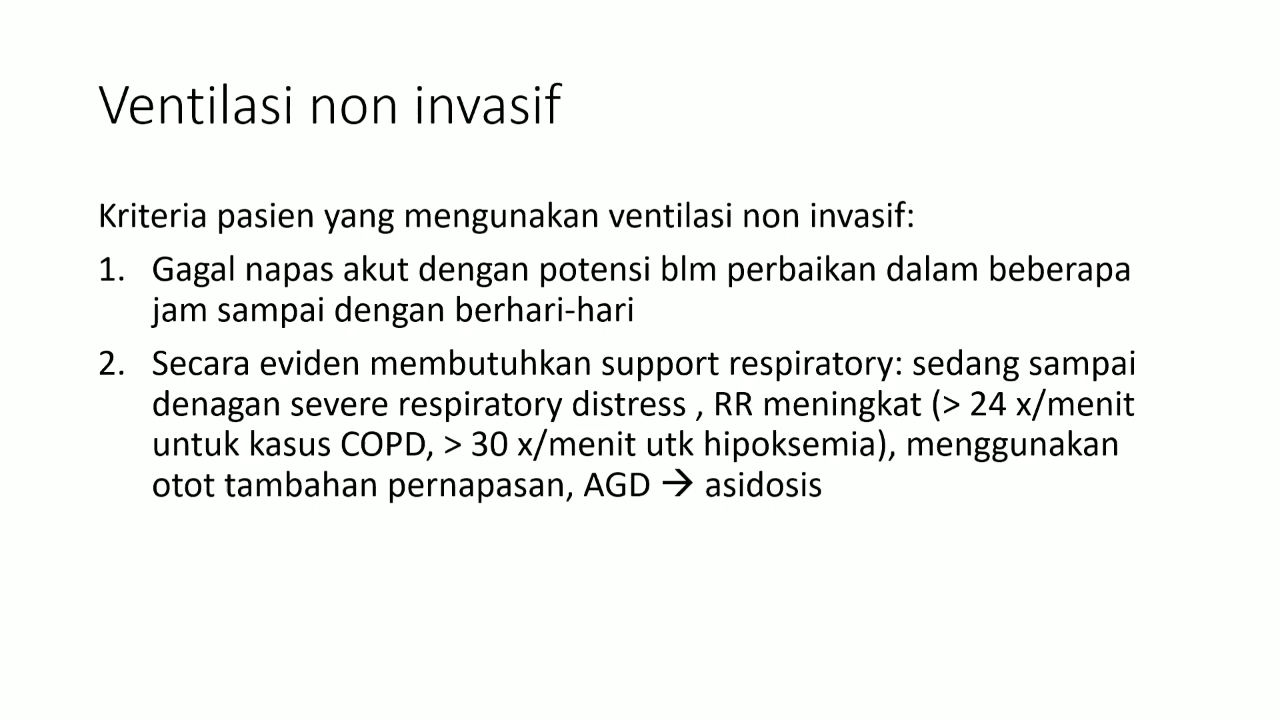 Ventilasi non invasif
Kriteria pasien yang mengunakan ventilasi non invasif:
1. Gagal napas akut dengan potensi blm perbaikan dalam beberapa
jam sampai dengan berhari-hari
2. Secara eviden membutuhkan support respiratory: sedang sampai
denagan severe respiratory distress , RR meningkat (> 24 x/menit
untuk kasus COPD, > 30 x/menit utk hipoksemia), menggunakan
otot tambahan pernapasan, AGD → asidosis